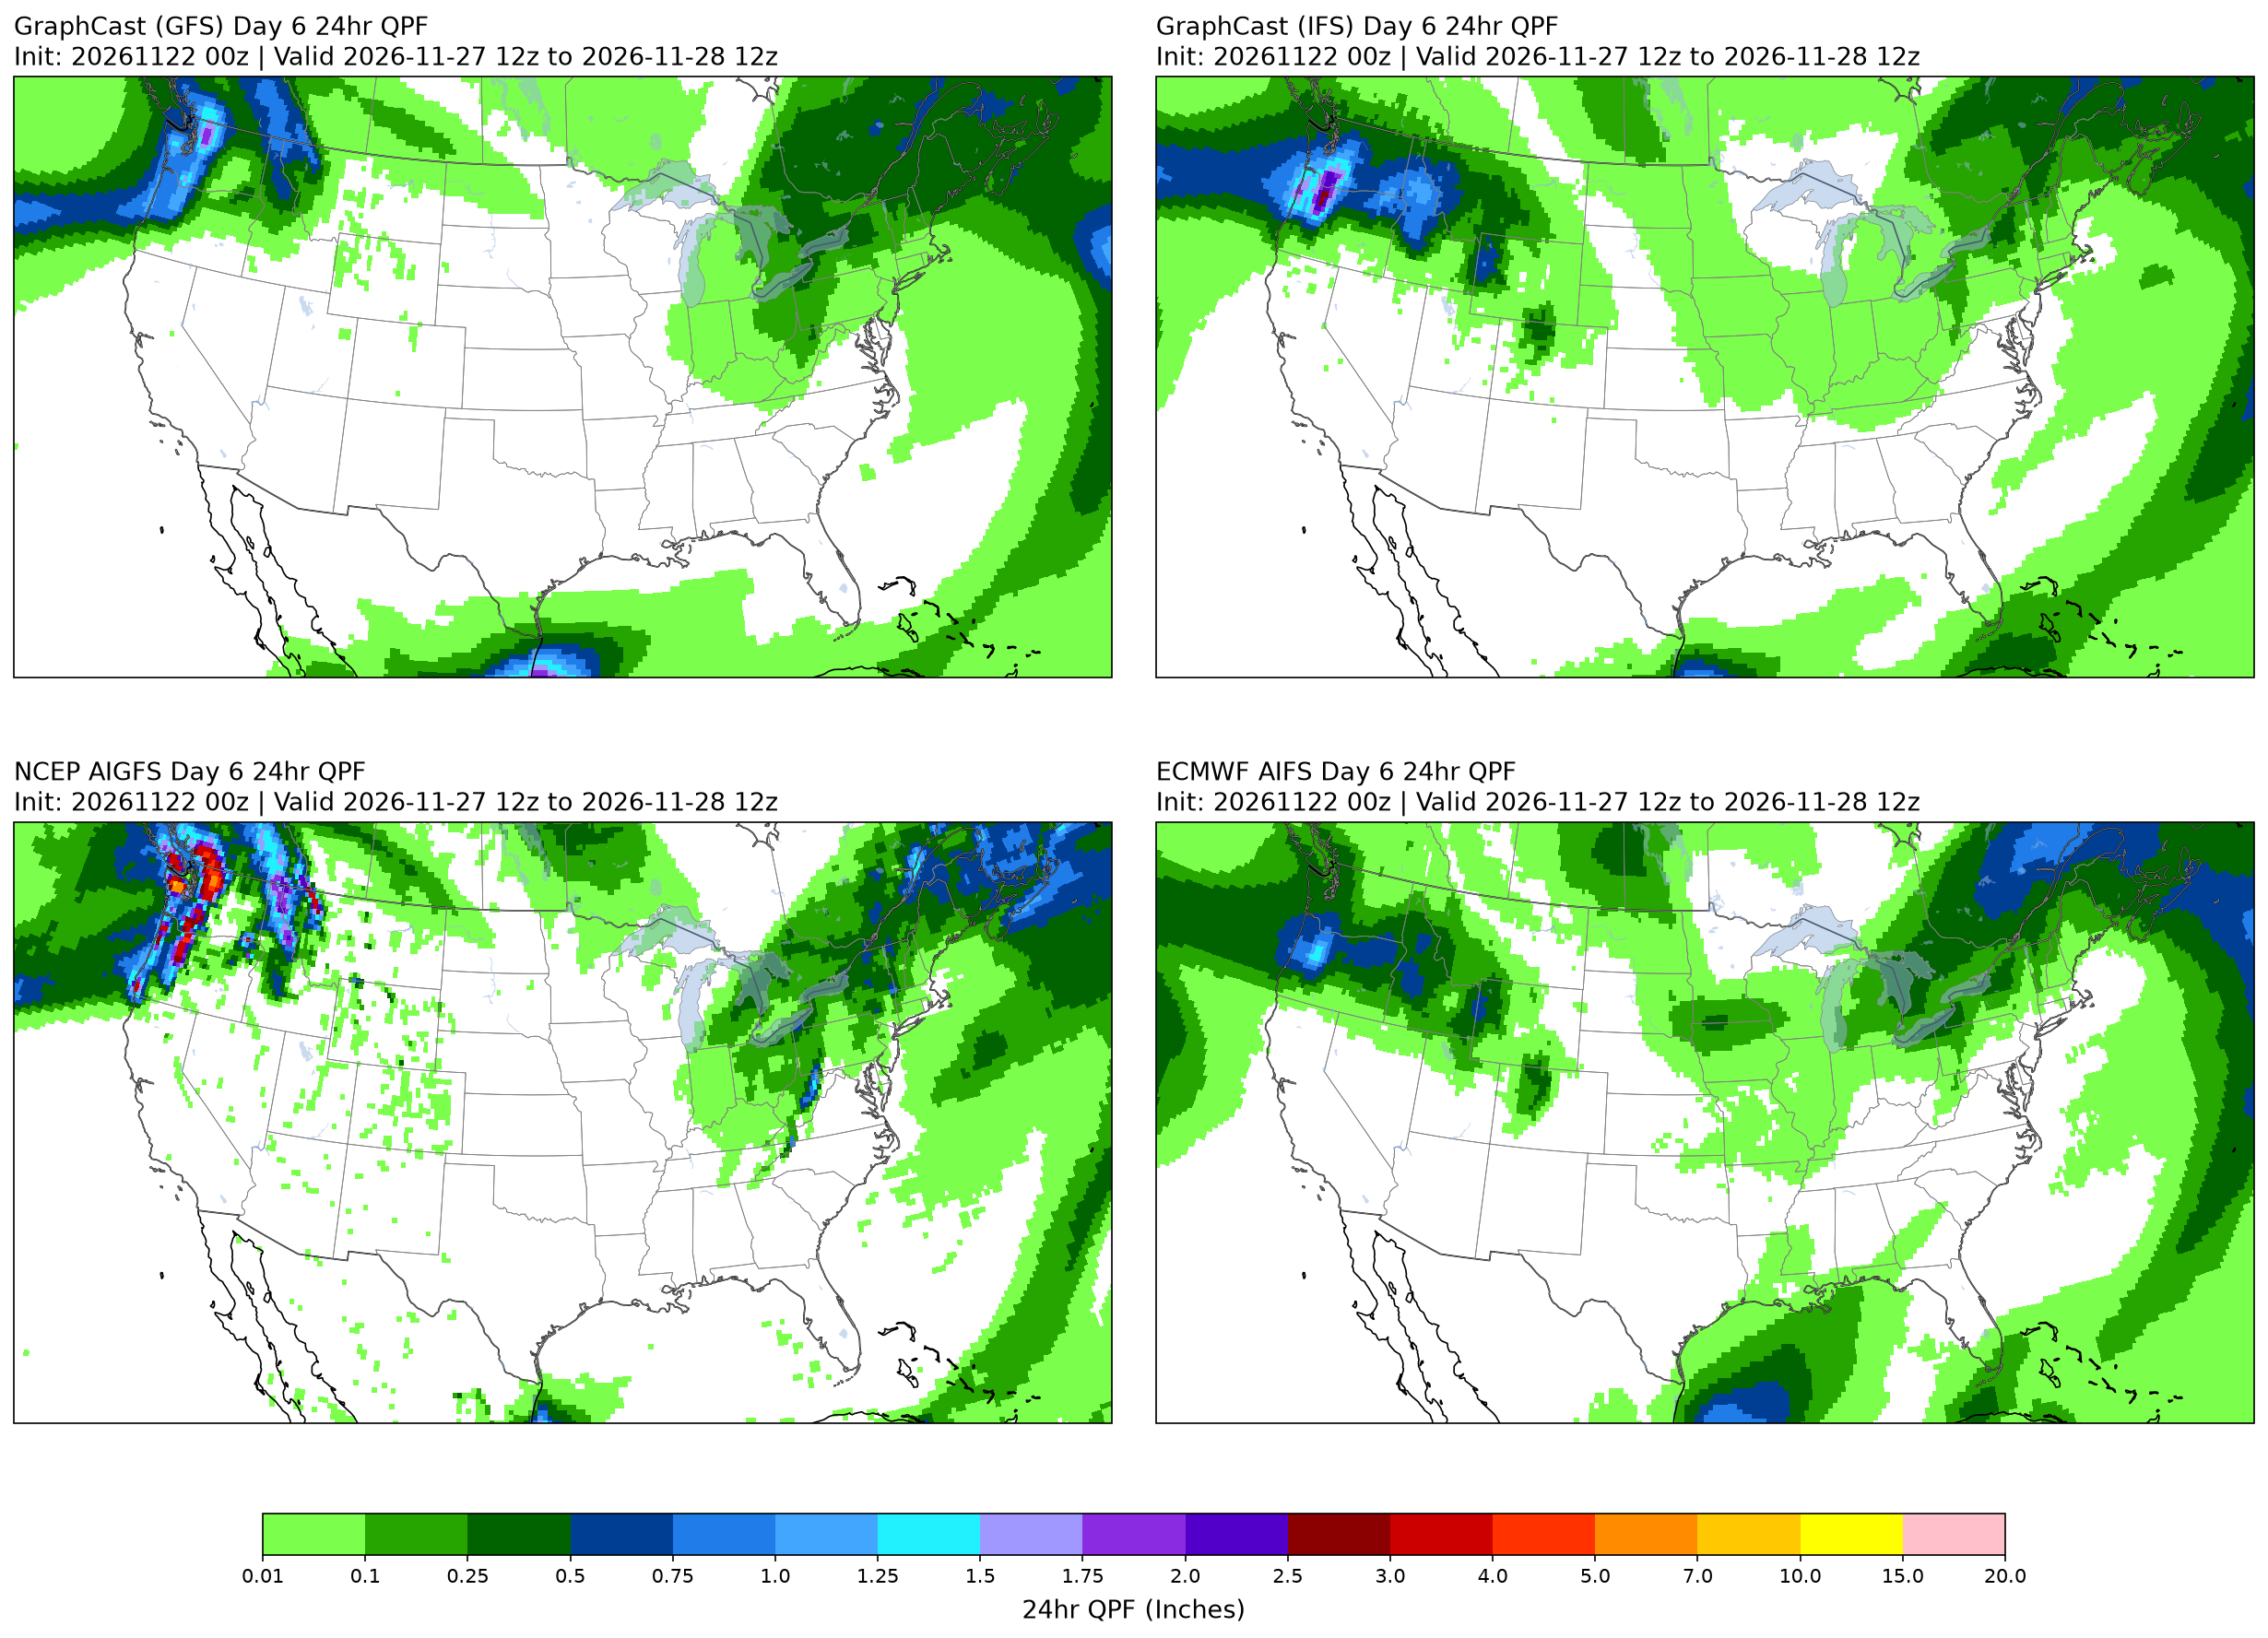 GraphCast (GFS) Day 6 24hr QPF
Init: 20261122 00z | Valid 2026-11-27 12z to 2026-11-28 12z
GraphCast (IFS) Day 6 24hr QPF
Init: 20261122 00z | Valid 2026-11-27 12z to 2026-11-28 12z
NCEP AIGFS Day 6 24hr QPF
Init: 20261122 00z | Valid 2026-11-27 12z to 2026-11-28 12z
ECMWF AIFS Day 6 24hr QPF
Init: 20261122 00z | Valid 2026-11-27 12z to 2026-11-28 12z
0.01 0.1 0.25 0.5 0.75 1.0 1.25 1.5 1.75 2.0 2.5 3.0 4.0 5.0 7.0 10.0 15.0 20.0
24hr QPF (Inches)